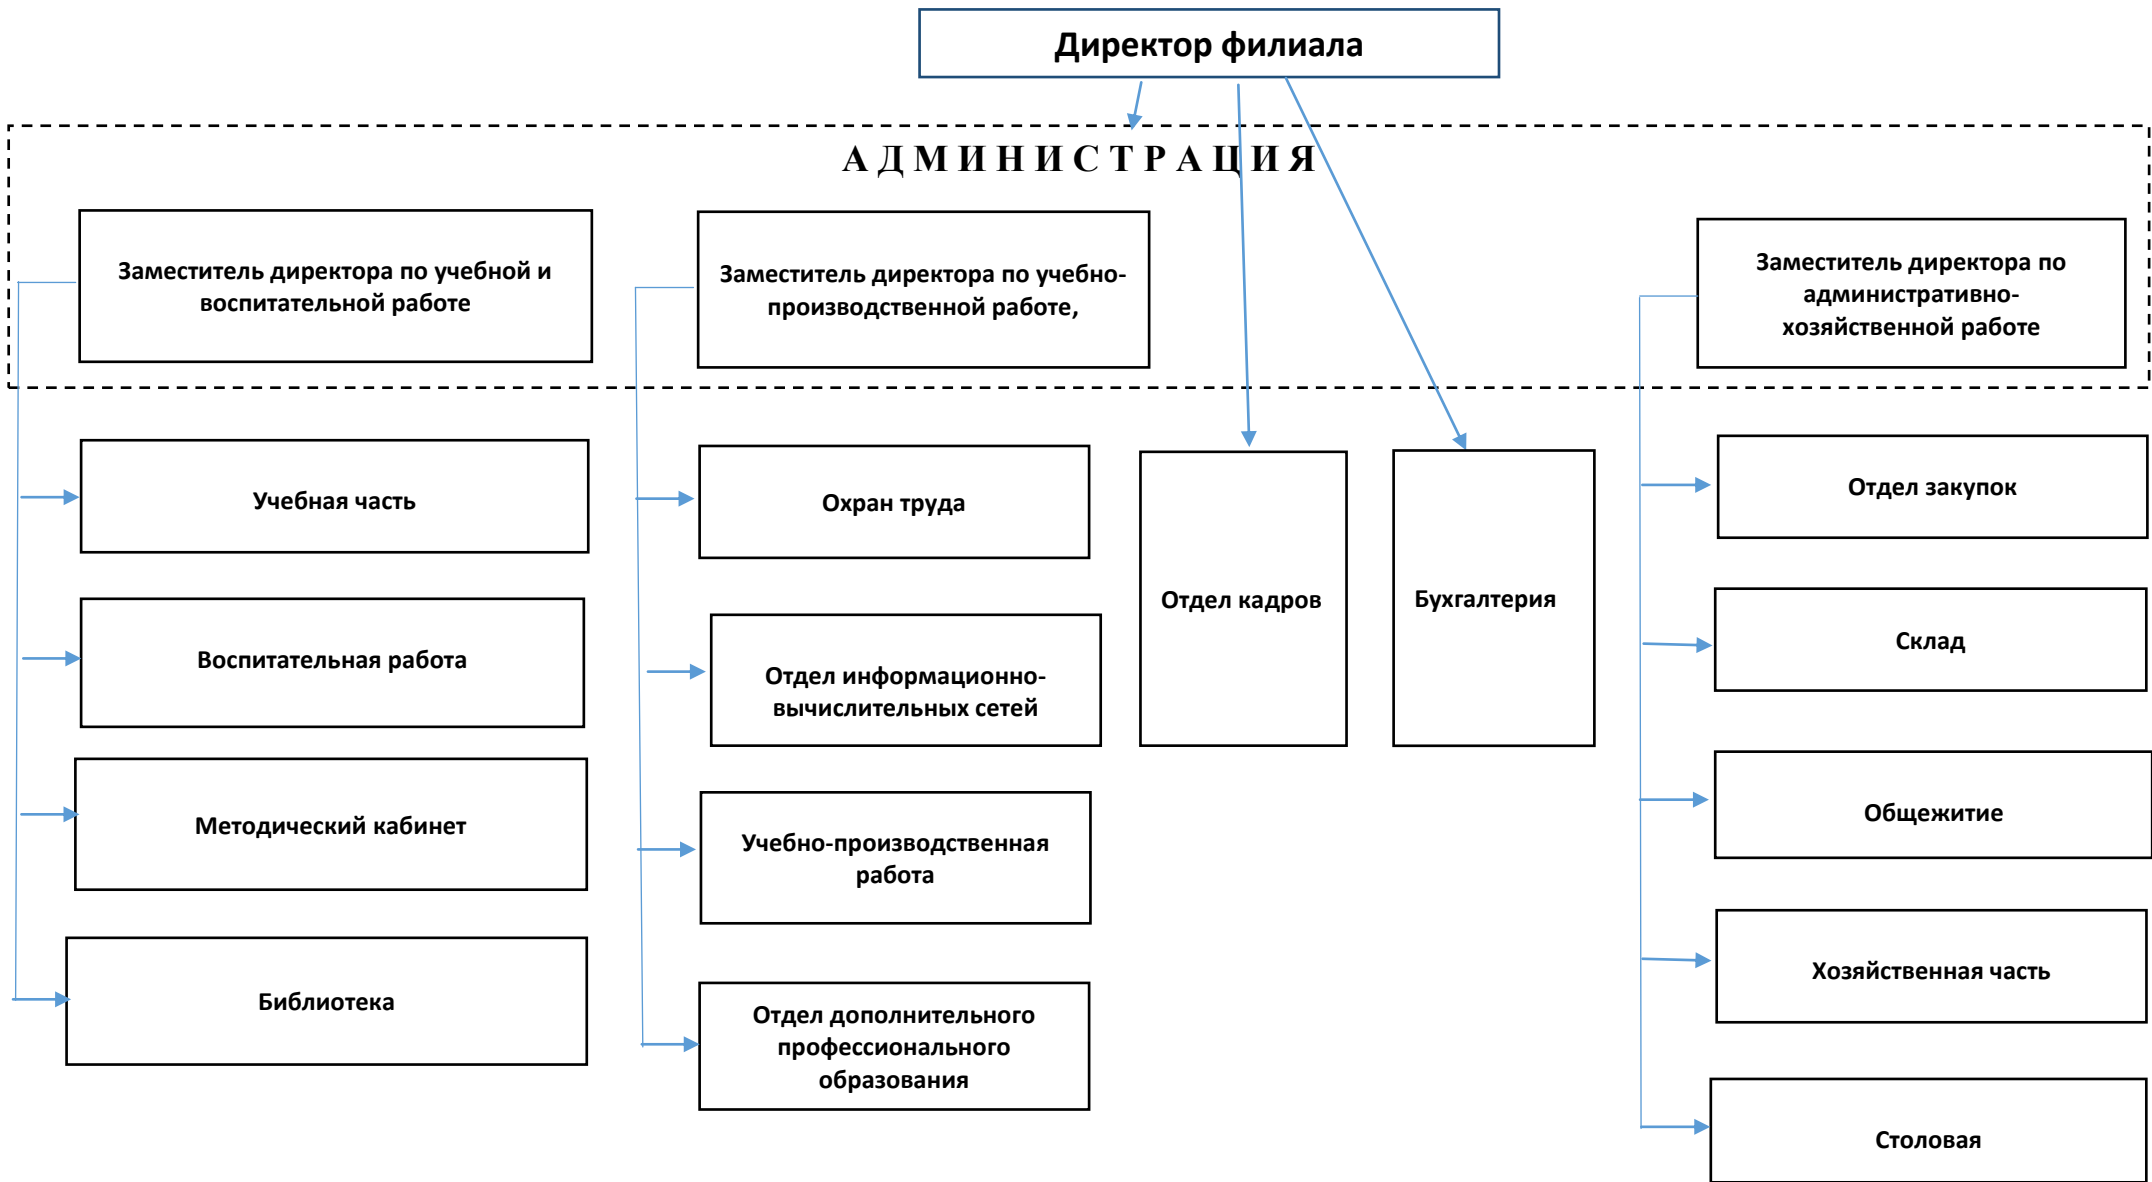 Директор филиала
А Д М И Н И С Т Р А Ц И Я
Заместитель директора по учебной и
воспитательной работе
Заместитель директора по учебно-
производственной работе,
Заместитель директора по
административно-
хозяйственной работе
Учебная часть
Воспитательная работа
Методический кабинет
Библиотека
Охран труда
Отдел информационно-
вычислительных сетей
Учебно-производственная
работа
Отдел дополнительного
профессионального
образования
Отдел кадров
Бухгалтерия
Отдел закупок
Склад
Общежитие
Хозяйственная часть
Столовая